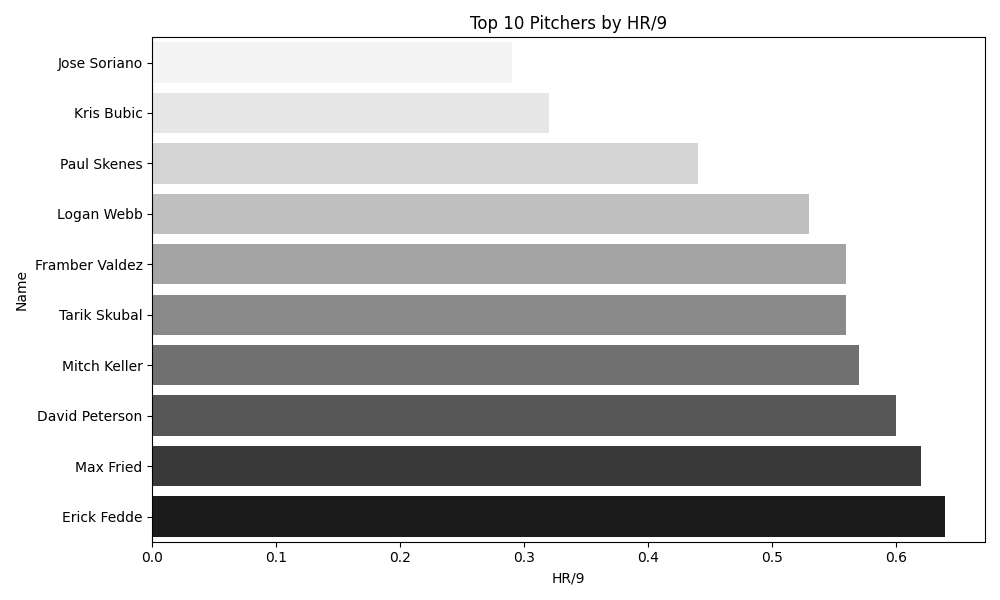 Top 10 Pitchers by HR/9
Name
Jose Soriano
Kris Bubic
Paul Skenes
Logan Webb
Framber Valdez
Tarik Skubal
Mitch Keller
David Peterson
Max Fried
Erick Fedde
0.0 0.1 0.2 0.3 0.4 0.5 0.6
HR/9